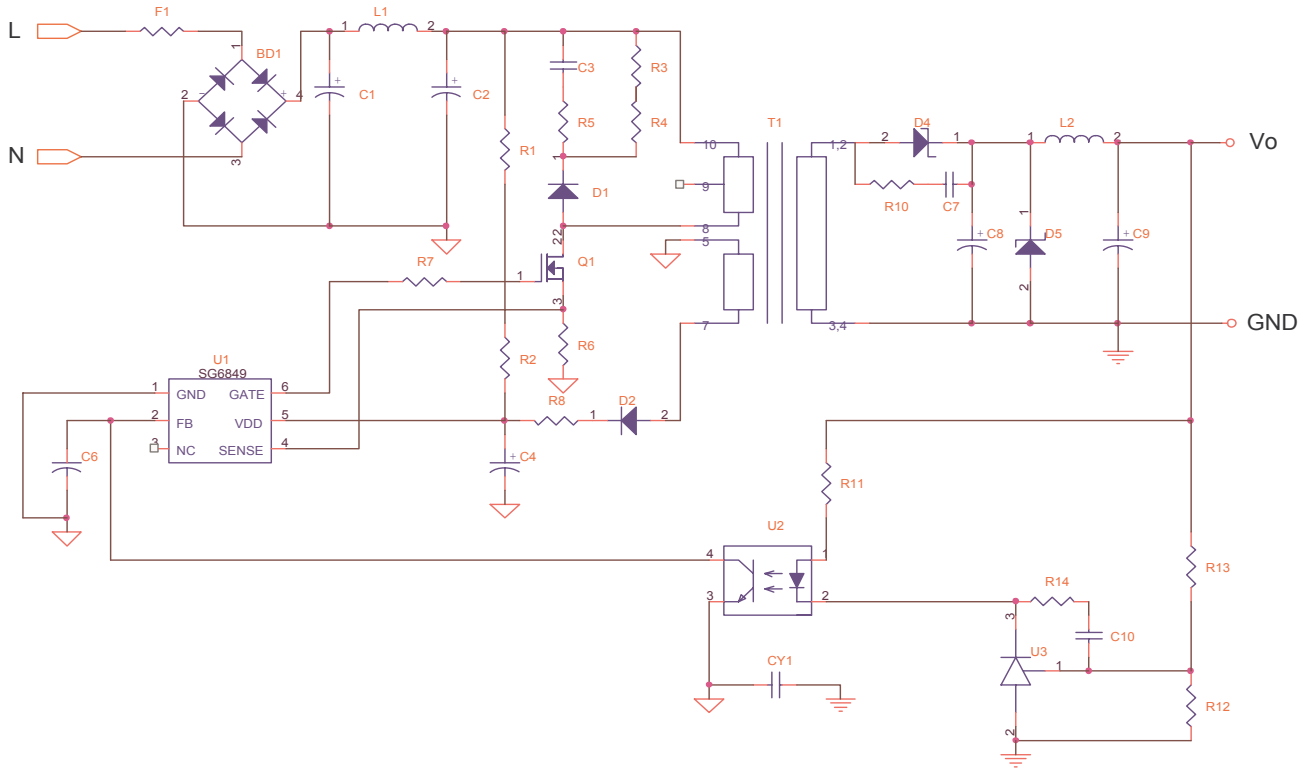 L
F1
BD1
1
2
4
3
- 
+
N
1
L1
2
C1
+
C2
+
C3
R3
R5
R4
R1
1
D1
2
2
Q1
1
3
R7
R6
R2
T1
10
9
8
5
7
1,2
3,4
2
D4
1
R10
C7
C8
+
1
D5
2
1
L2
2
C9
+
Vo
GND
U1
SG6849
1
GND
GATE
6
2
FB
VDD
5
3
NC
SENSE
4
C6
R8
1
D2
2
C4
+
R11
U2
4
1
3
2
CY1
R14
C10
3
U3
1
2
R13
R12